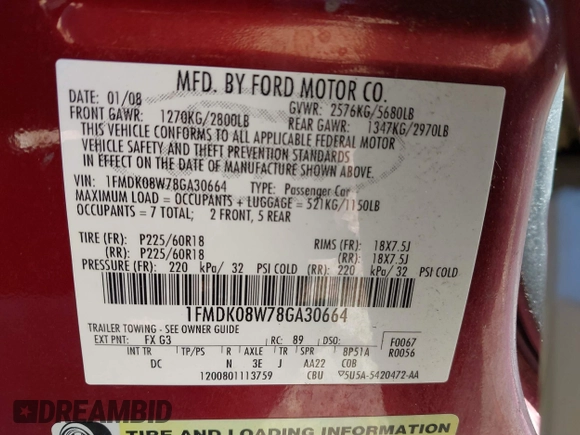 MFD. BY FORD MOTOR CO.
DATE: 01/08 GVWR: 2576KG/5680LB
FRONT GAWR: 1270KG/2800LB REAR GAWR: 1347KG/2970LB
THIS VEHICLE CONFORMS TO ALL APPLICABLE FEDERAL MOTOR
VEHICLE SAFETY AND THEFT PREVENTION STANDARDS
IN EFFECT ON THE DATE OF MANUFACTURE SHOWN ABOVE.
VIN: 1FMDK08W78GA30664 TYPE: Passenger Car
MAXIMUM LOAD = OCCUPANTS + LUGGAGE = 521KG/1150LB
OCCUPANTS = 7 TOTAL; 2 FRONT, 5 REAR
TIRE (FR): P225/60R18 RIMS (FR): 18X7.5J
(RR): P225/60R18 (RR): 18X7.5J
PRESSURE (FR): 220 kPa/ 32 PSI COLD (RR): 220 kPa/ 32 PSI COLD
1FMDK08W78GA30664
TRAILER TOWING - SEE OWNER GUIDE
EXT PNT: FX G3 RC: 89 DSO: F0067
INT TR TP/PS R AXLE TR SPR BP51A R0056
DC N 3E J AA22 C0B
1200801113759 CBU ▽5U5A-5420472-AA
DREAMBID
TIRE AND LOADING INFORMATION